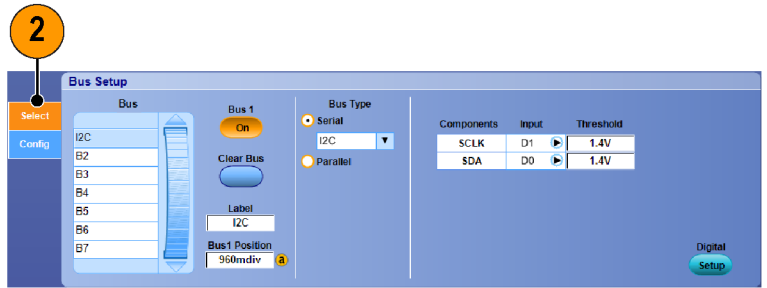 2
Bus Setup
Select
Config
Bus
I2C
B2
B3
B4
B5
B6
B7
Bus 1
On
Clear Bus
Label
I2C
Bus1 Position
960mdiv a
Bus Type
Serial
I2C
Parallel
Components Input Threshold
SCLK D1 1.4V
SDA D0 1.4V
Digital
Setup